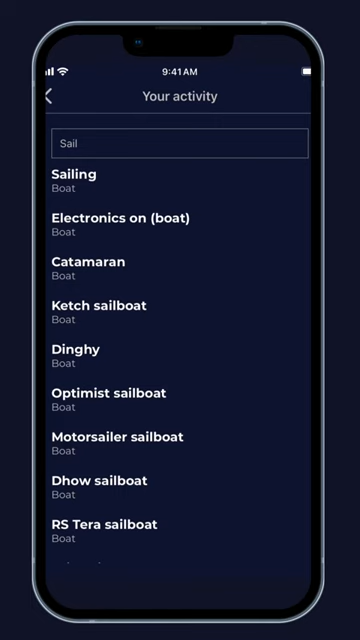 9:41 AM
Your activity
Sail
Sailing
Boat
Electronics on (boat)
Boat
Catamaran
Boat
Ketch sailboat
Boat
Dinghy
Boat
Optimist sailboat
Boat
Motorsailer sailboat
Boat
Dhow sailboat
Boat
RS Tera sailboat
Boat